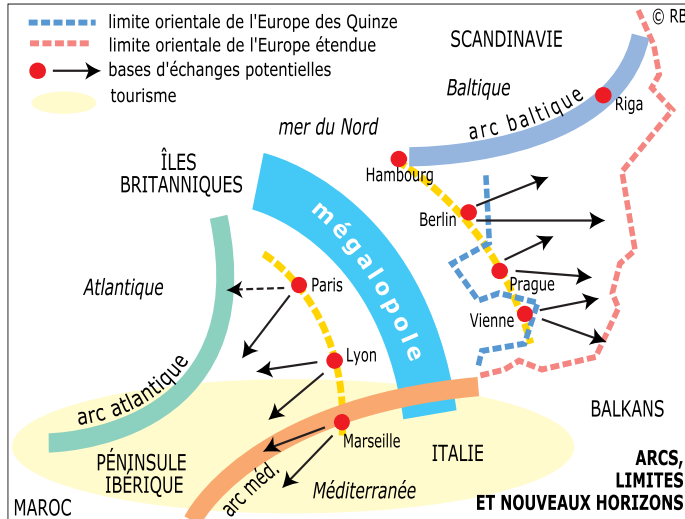 limite orientale de l'Europe des Quinze
limite orientale de l'Europe étendue
bases d'échanges potentielles
tourisme
© RB
SCANDINAVIE
Baltique
arc baltique
Riga
mer du Nord
Hambourg
ÎLES
BRITANNIQUES
mégalopole
Berlin
Atlantique
Paris
Prague
Vienne
Lyon
arc atlantique
BALKANS
Marseille
ITALIE
PÉNINSULE
IBÉRIQUE
arc méd.
Méditerranée
MAROC
ARCS,
LIMITES
ET NOUVEAUX HORIZONS